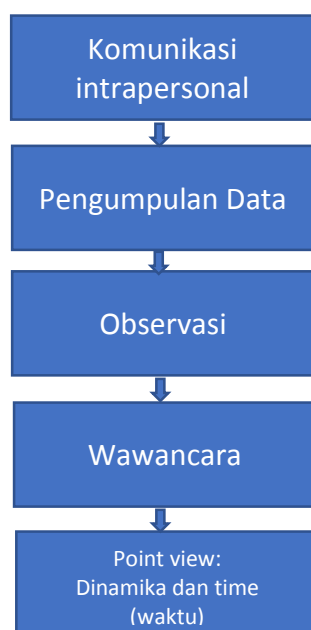 Komunikasi
intrapersonal
Pengumpulan Data
Observasi
Wawancara
Point view:
Dinamika dan time
(waktu)